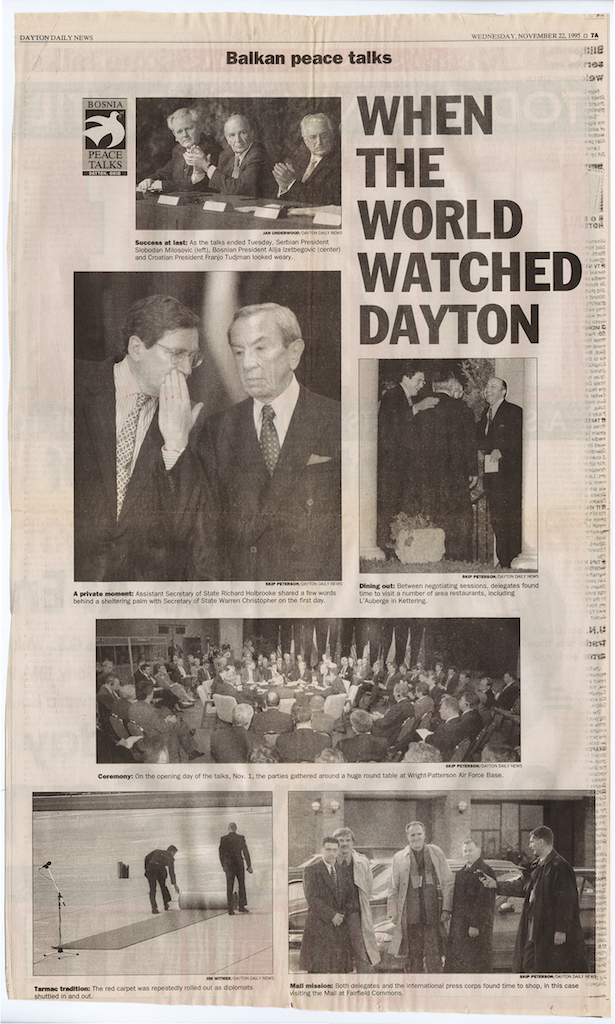 DAYTON DAILY NEWS
WEDNESDAY, NOVEMBER 22, 1995 □ 7A
Balkan peace talks
BOSNIA
PEACE
TALKS
DAYTON, OHIO
WHEN
THE
WORLD
WATCHED
DAYTON
JAN UNDERWOOD/DAYTON DAILY NEWS
Success at last: As the talks ended Tuesday, Serbian President
Slobodan Milosovic (left), Bosnian President Alija Izetbegovic (center)
and Croatian President Franjo Tudjman looked weary.
SKIP PETERSON/DAYTON DAILY NEWS
A private moment: Assistant Secretary of State Richard Holbrooke shared a few words
behind a sheltering palm with Secretary of State Warren Christopher on the first day.
SKIP PETERSON/DAYTON DAILY NEWS
Dining out: Between negotiating sessions, delegates found
time to visit a number of area restaurants, including
L'Auberge in Kettering.
SKIP PETERSON/DAYTON DAILY NEWS
Ceremony: On the opening day of the talks, Nov. 1, the parties gathered around a huge round table at Wright-Patterson Air Force Base.
JIM WITMER/DAYTON DAILY NEWS
Tarmac tradition: The red carpet was repeatedly rolled out as diplomats
shuttled in and out.
SKIP PETERSON/DAYTON DAILY NEWS
Mall mission: Both delegates and the international press corps found time to shop, in this case
visiting the Mall at Fairfield Commons.